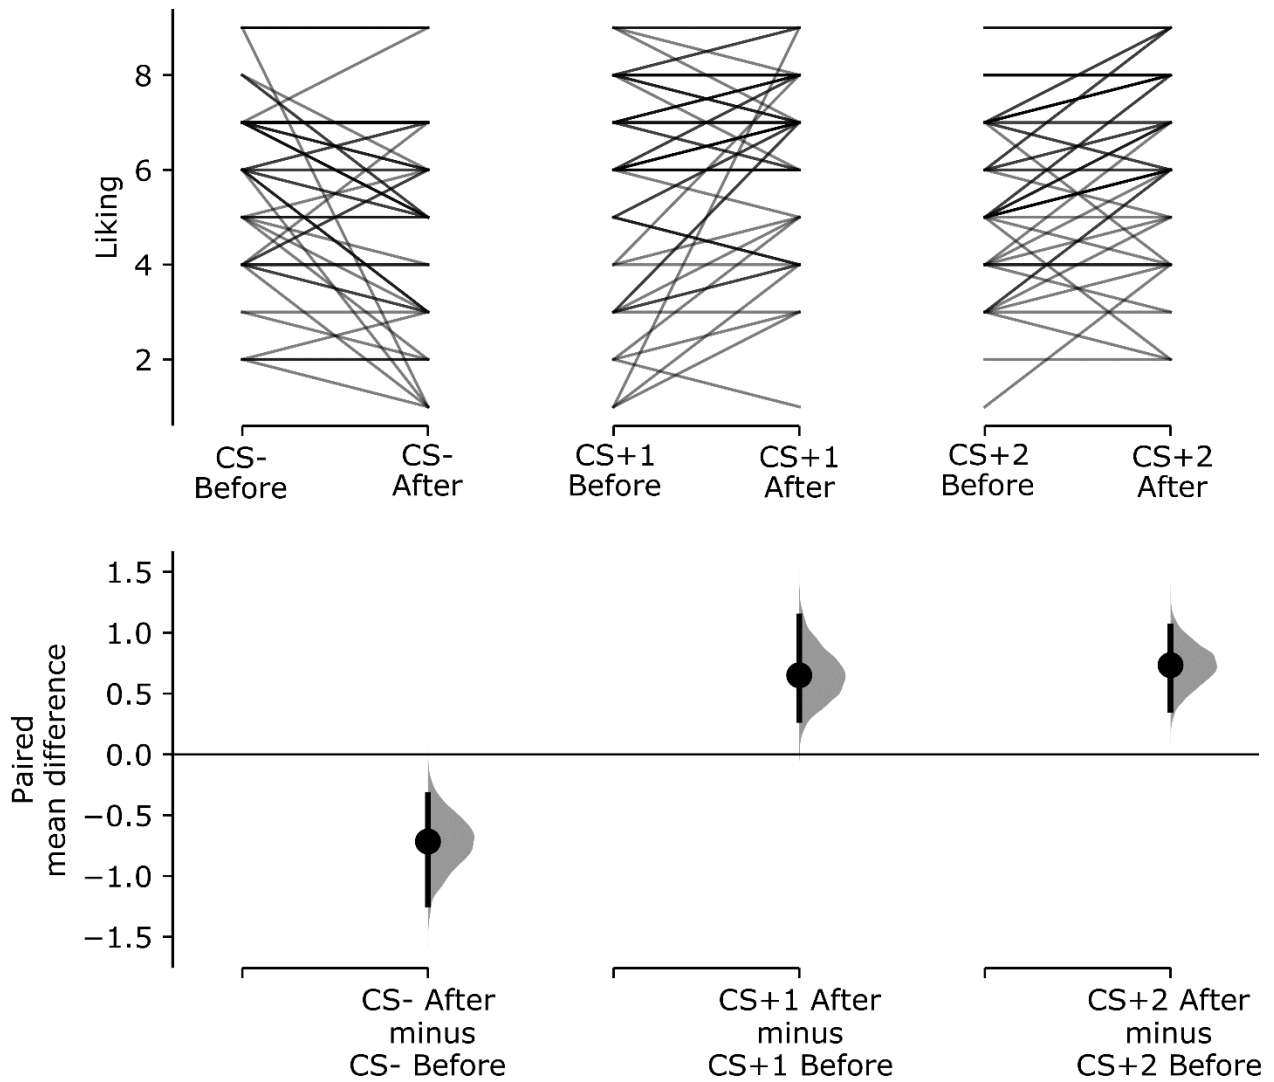 8
6
4
2
Liking
CS-
Before
CS-
After
CS+1
Before
CS+1
After
CS+2
Before
CS+2
After
1.5
1.0
0.5
0.0
−0.5
−1.0
−1.5
Paired
mean difference
CS- After
minus
CS- Before
CS+1 After
minus
CS+1 Before
CS+2 After
minus
CS+2 Before